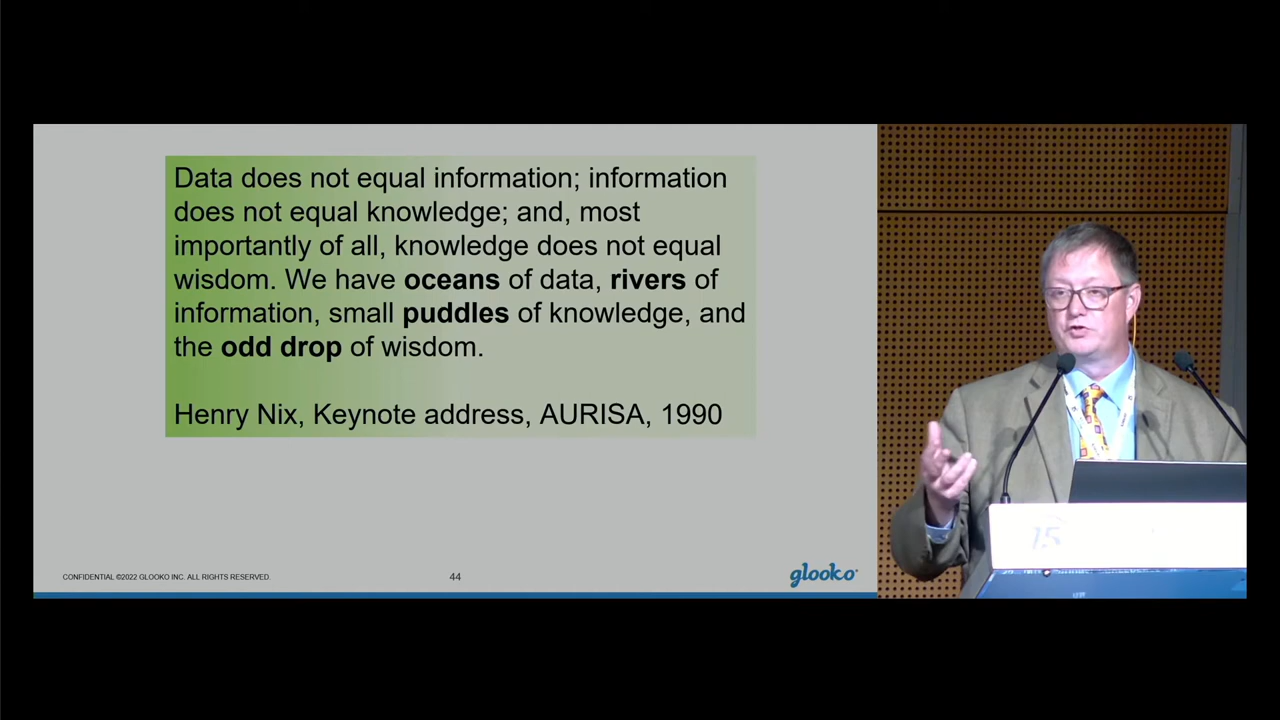 Data does not equal information; information
does not equal knowledge; and, most
importantly of all, knowledge does not equal
wisdom. We have oceans of data, rivers of
information, small puddles of knowledge, and
the odd drop of wisdom.
Henry Nix, Keynote address, AURISA, 1990
CONFIDENTIAL ©2022 GLOOKO INC. ALL RIGHTS RESERVED.
44
glooko
15